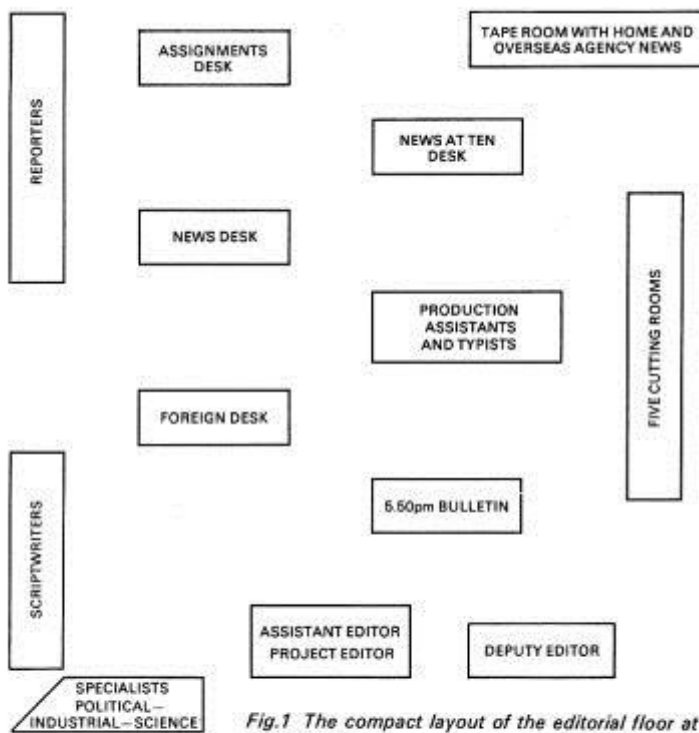 ASSIGNMENTS
DESK
TAPE ROOM WITH HOME AND
OVERSEAS AGENCY NEWS
REPORTERS
NEWS AT TEN
DESK
NEWS DESK
PRODUCTION
ASSISTANTS
AND TYPISTS
FIVE CUTTING ROOMS
FOREIGN DESK
5.50pm BULLETIN
SCRIPTWRITERS
ASSISTANT EDITOR
PROJECT EDITOR
DEPUTY EDITOR
SPECIALISTS
POLITICAL—
INDUSTRIAL—SCIENCE
Fig.1 The compact layout of the editorial floor at